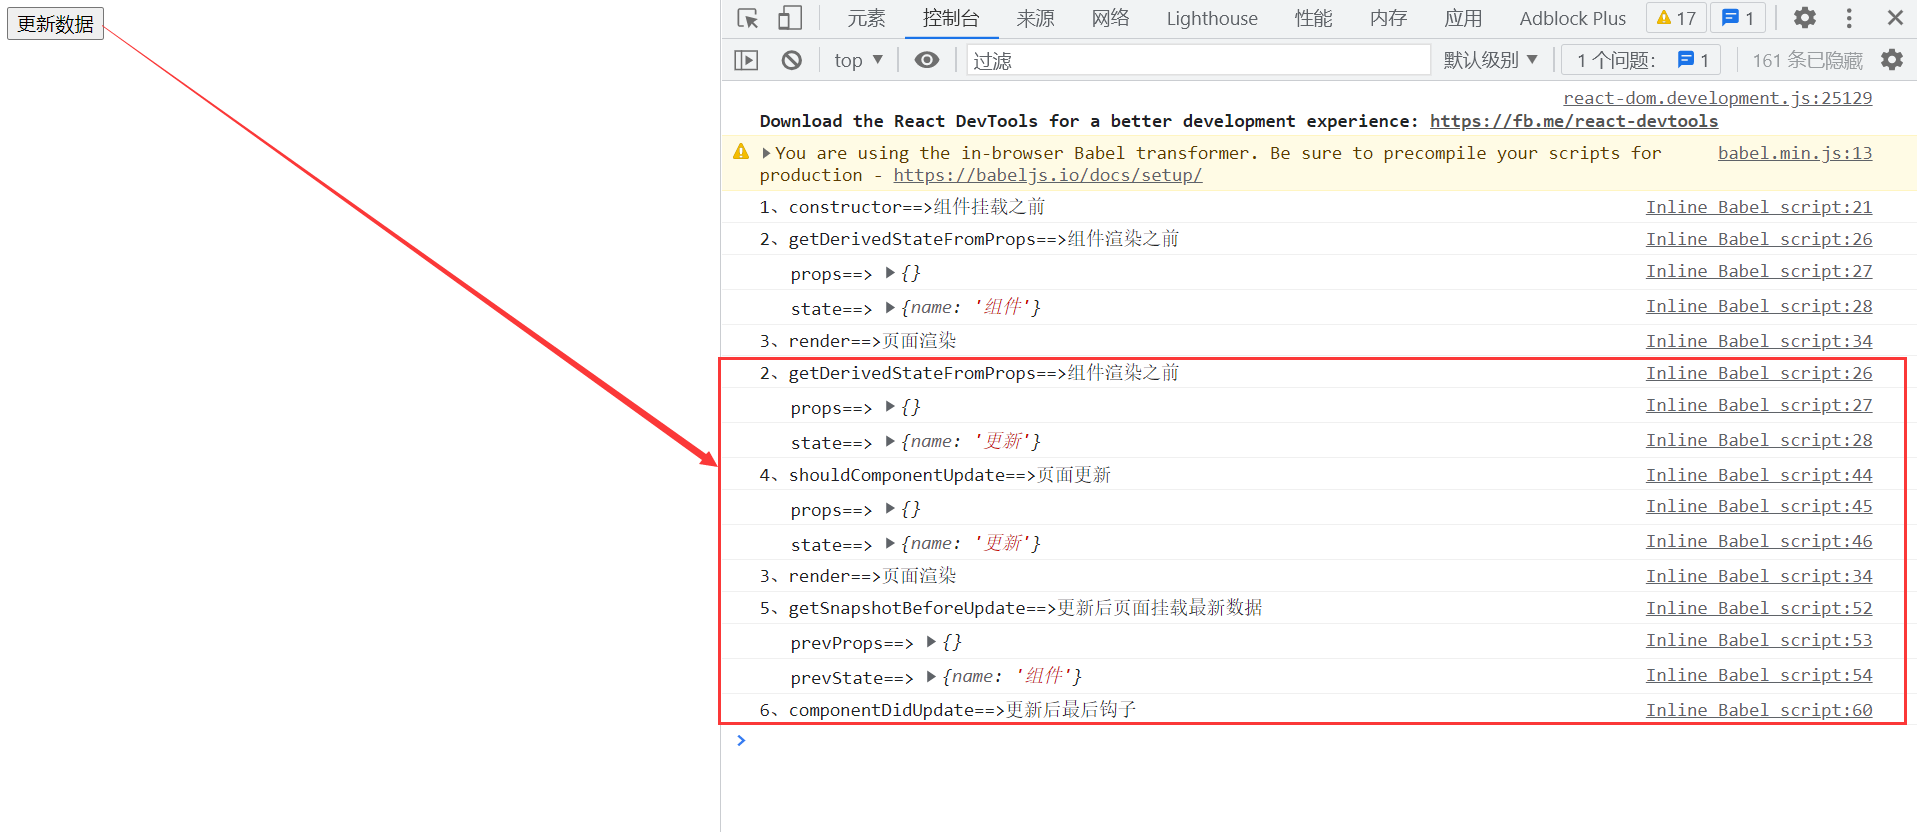 更新数据
元素 控制台 来源 网络 Lighthouse 性能 内存 应用 Adblock Plus 17 1
top 过滤 默认级别 1 个问题: 1 161 条已隐藏
react-dom.development.js:25129
Download the React DevTools for a better development experience: https://fb.me/react-devtools
You are using the in-browser Babel transformer. Be sure to precompile your scripts for babel.min.js:13
production - https://babeljs.io/docs/setup/
1、constructor==>组件挂载之前 Inline Babel script:21
2、getDerivedStateFromProps==>组件渲染之前 Inline Babel script:26
props==> ▶{} Inline Babel script:27
state==> ▶{name: '组件'} Inline Babel script:28
3、render==>页面渲染 Inline Babel script:34
2、getDerivedStateFromProps==>组件渲染之前 Inline Babel script:26
props==> ▶{} Inline Babel script:27
state==> ▶{name: '更新'} Inline Babel script:28
4、shouldComponentUpdate==>页面更新 Inline Babel script:44
props==> ▶{} Inline Babel script:45
state==> ▶{name: '更新'} Inline Babel script:46
3、render==>页面渲染 Inline Babel script:34
5、getSnapshotBeforeUpdate==>更新后页面挂载最新数据 Inline Babel script:52
prevProps==> ▶{} Inline Babel script:53
prevState==> ▶{name: '组件'} Inline Babel script:54
6、componentDidUpdate==>更新后最后钩子 Inline Babel script:60